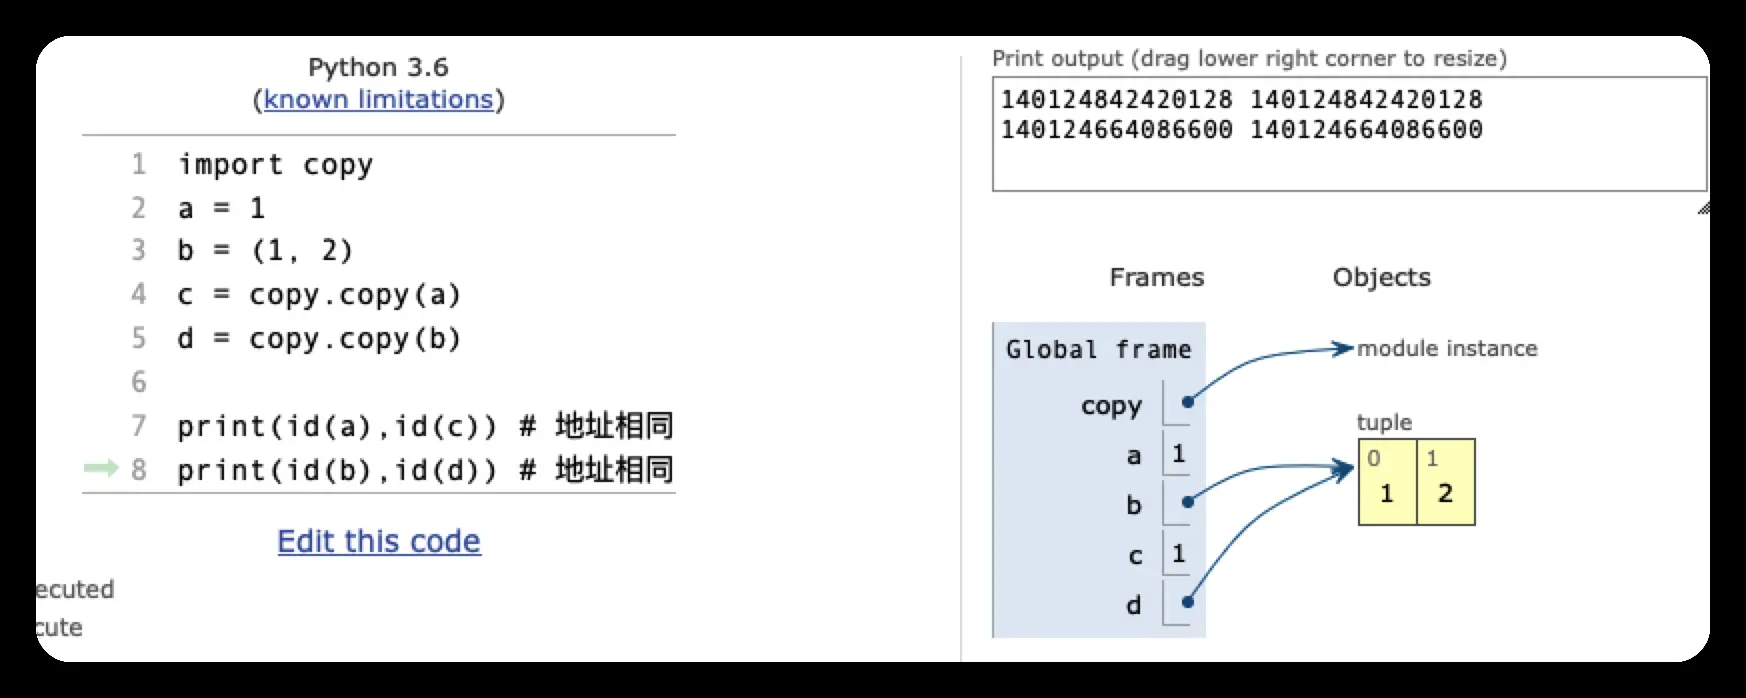 Python 3.6
(known limitations)
1 import copy
2 a = 1
3 b = (1, 2)
4 c = copy.copy(a)
5 d = copy.copy(b)
6
7 print(id(a),id(c)) # 地址相同
8 print(id(b),id(d)) # 地址相同
Edit this code
ecuted
cute
Print output (drag lower right corner to resize)
140124842420128 140124842420128
140124664086600 140124664086600
Frames Objects
Global frame
module instance
copy
tuple
a 1
0 1
1 2
b
c 1
d